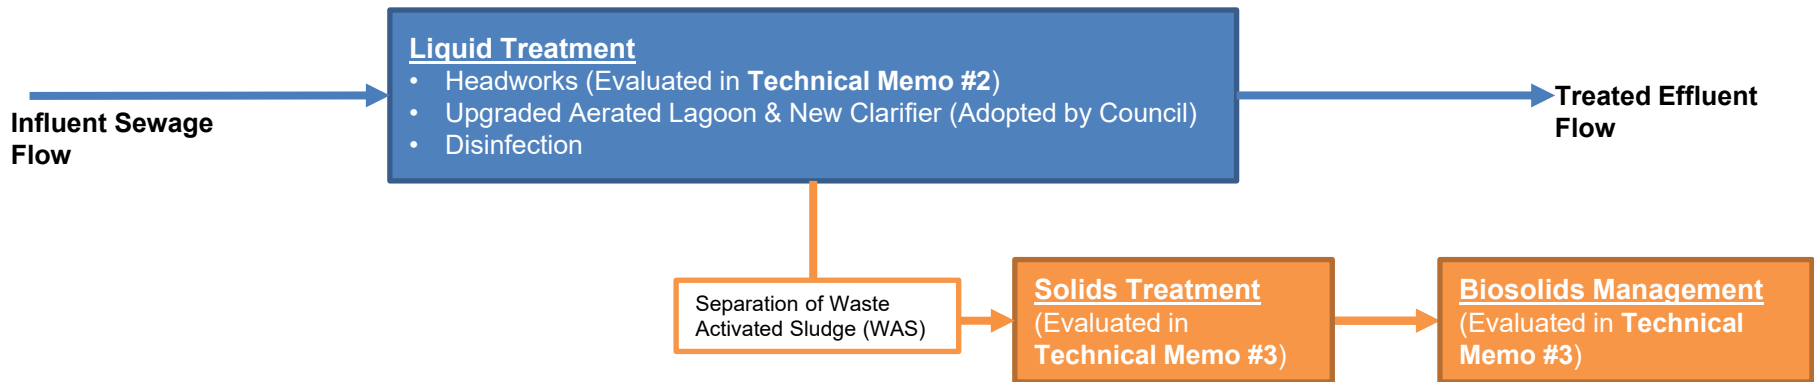 Influent Sewage
Flow
Liquid Treatment
• Headworks (Evaluated in Technical Memo #2)
• Upgraded Aerated Lagoon & New Clarifier (Adopted by Council)
• Disinfection
Treated Effluent
Flow
Separation of Waste
Activated Sludge (WAS)
Solids Treatment
(Evaluated in
Technical Memo #3)
Biosolids Management
(Evaluated in Technical
Memo #3)